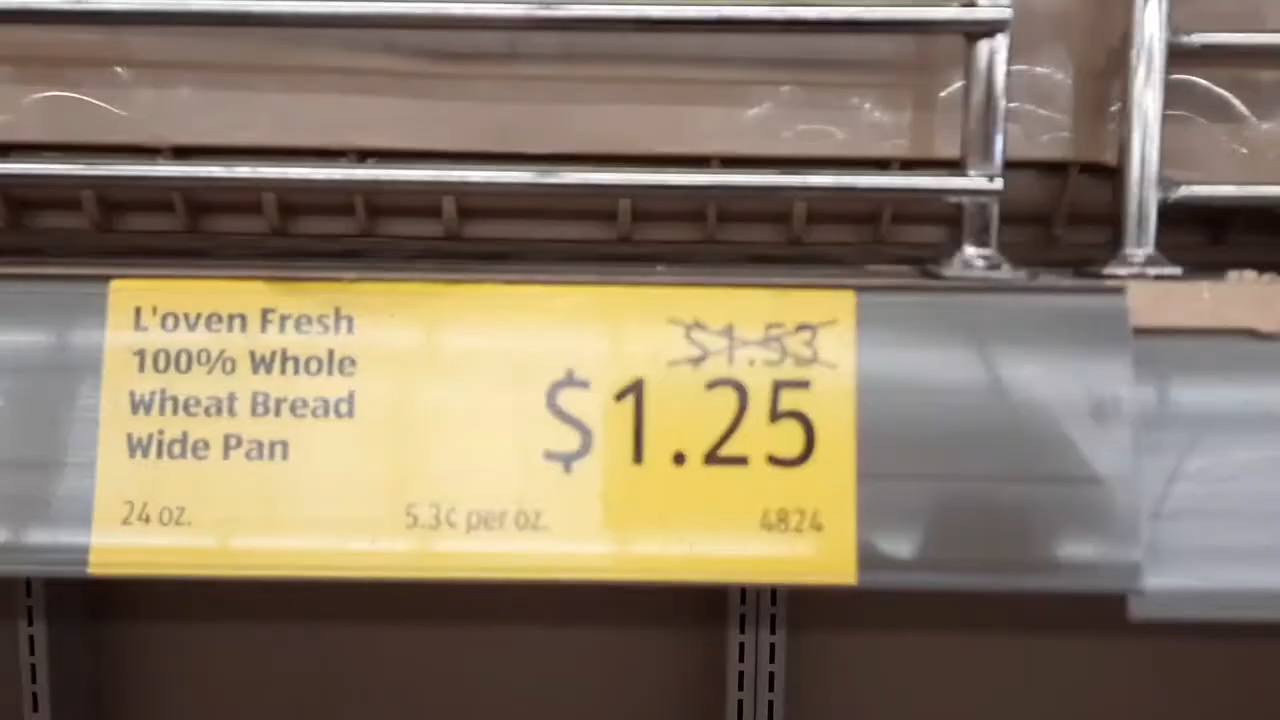 L'oven Fresh
100% Whole
Wheat Bread
Wide Pan
$1.53
$1.25
24 oz.
5.3¢ per oz.
4824